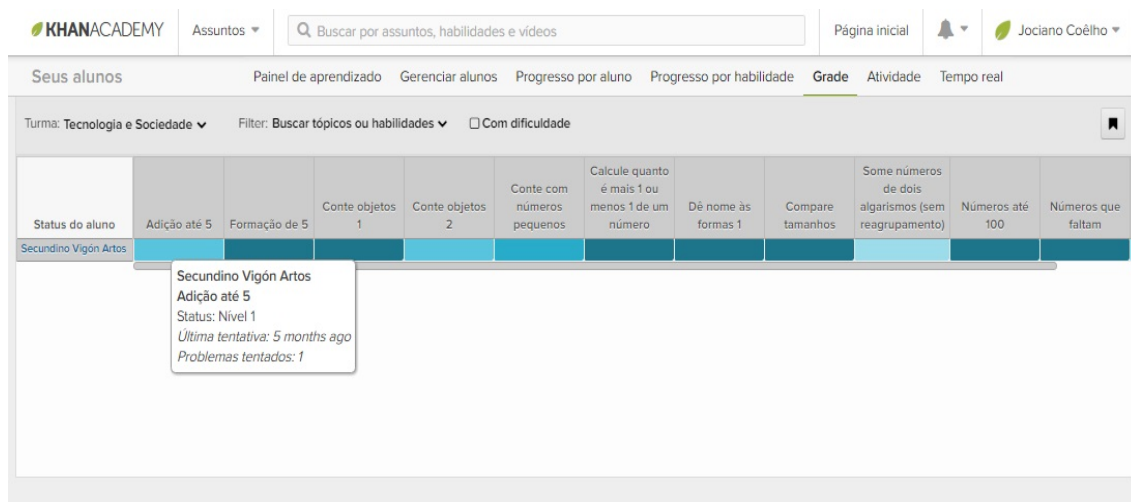 KHANACADEMY Assuntos Buscar por assuntos, habilidades e vídeos Página inicial Jociano Coêlho
Seus alunos Painel de aprendizado Gerenciar alunos Progresso por aluno Progresso por habilidade Grade Atividade Tempo real
Turma: Tecnologia e Sociedade Filter: Buscar tópicos ou habilidades Com dificuldade
Status do aluno
Adição até 5
Formação de 5
Conte objetos
1
Conte objetos
2
Conte com
números
pequenos
Calcule quanto
é mais 1 ou
menos 1 de um
número
Dê nome às
formas 1
Compare
tamanhos
Some números
de dois
algarismos (sem
reagrupamento)
Números até
100
Números que
faltam
Secundino Vigón Artos
Secundino Vigón Artos
Adição até 5
Status: Nível 1
Última tentativa: 5 months ago
Problemas tentados: 1